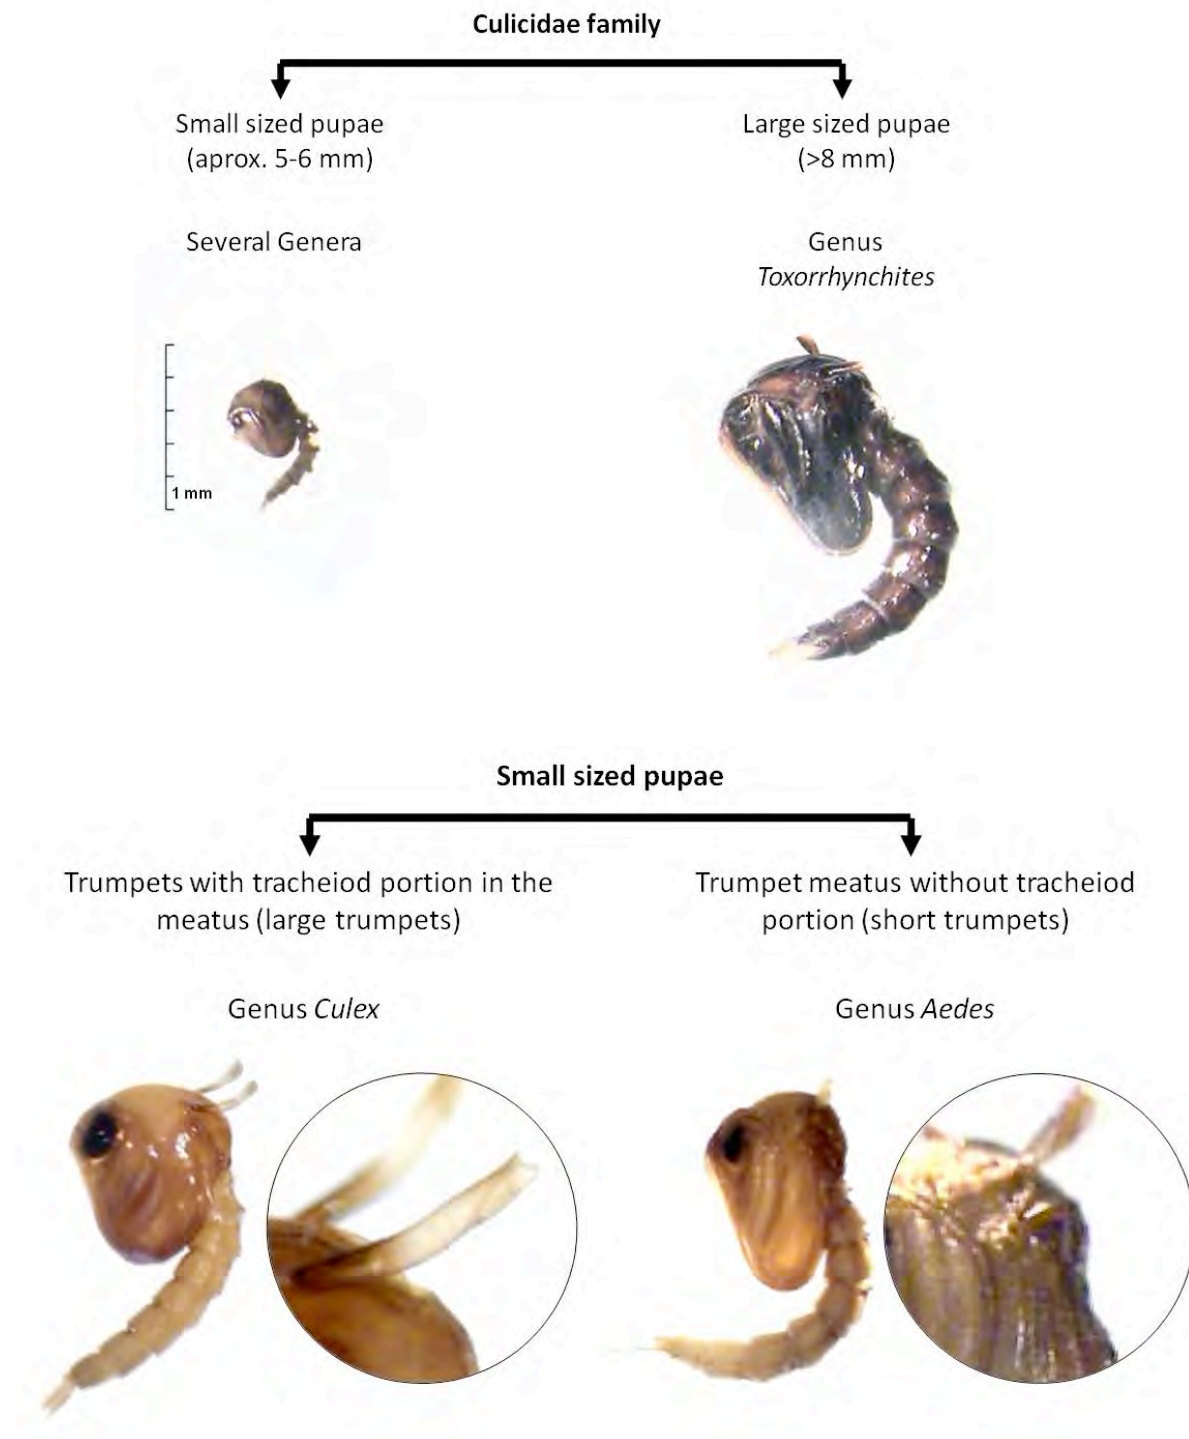 Culicidae family
Small sized pupae
(aprox. 5-6 mm)
Large sized pupae
(>8 mm)
Several Genera
Genus
Toxorrhynchites
1 mm
Small sized pupae
Trumpets with tracheiod portion in the
meatus (large trumpets)
Trumpet meatus without tracheiod
portion (short trumpets)
Genus Culex
Genus Aedes